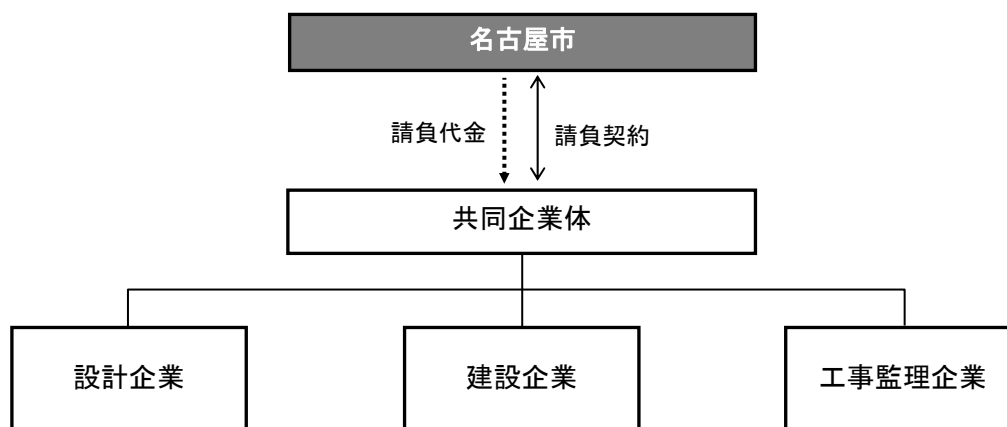 名古屋市
請負代金
請負契約
共同企業体
設計企業
建設企業
工事監理企業